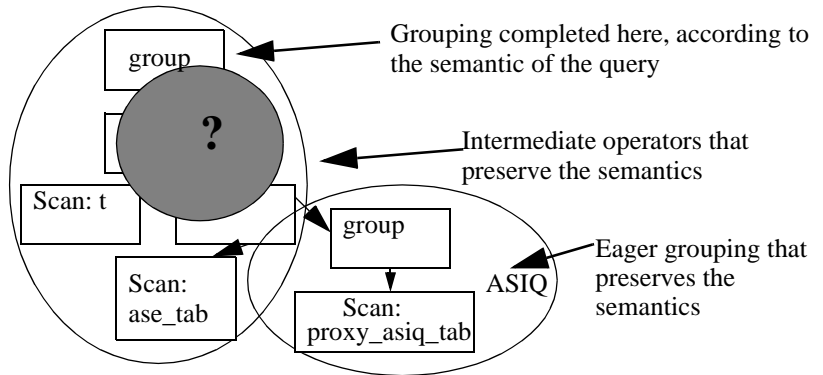 Grouping completed here, according to
the semantic of the query
group
?
Intermediate operators that
preserve the semantics
Scan: t
group
Eager grouping that
preserves the
semantics
ASIQ
Scan:
ase_tab
Scan:
proxy_asiq_tab